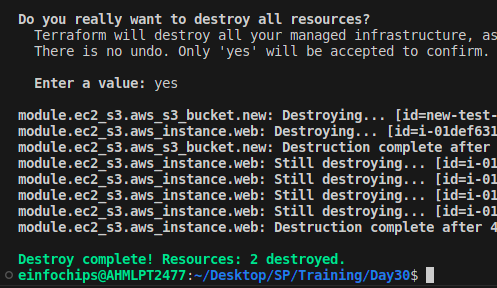 Do you really want to destroy all resources?
Terraform will destroy all your managed infrastructure, as
There is no undo. Only 'yes' will be accepted to confirm.
Enter a value: yes
module.ec2_s3.aws_s3_bucket.new: Destroying... [id=new-test-
module.ec2_s3.aws_instance.web: Destroying... [id=i-01def631
module.ec2_s3.aws_s3_bucket.new: Destruction complete after
module.ec2_s3.aws_instance.web: Still destroying... [id=i-01
module.ec2_s3.aws_instance.web: Still destroying... [id=i-01
module.ec2_s3.aws_instance.web: Still destroying... [id=i-01
module.ec2_s3.aws_instance.web: Still destroying... [id=i-01
module.ec2_s3.aws_instance.web: Destruction complete after 4
Destroy complete! Resources: 2 destroyed.
einfochips@AHMLPT2477:~/Desktop/SP/Training/Day30$